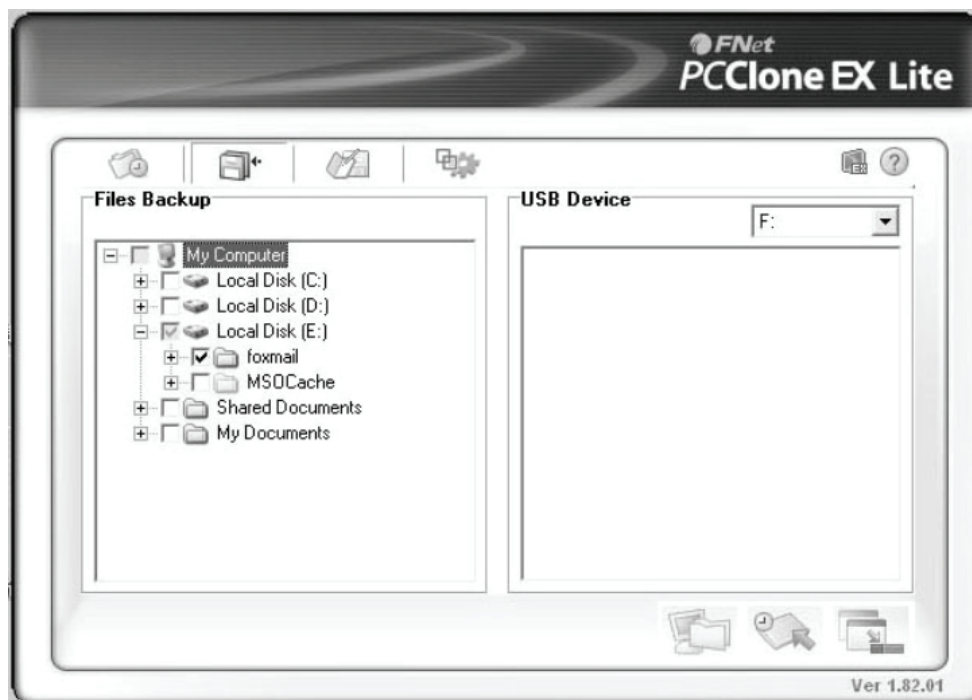 FNet
PCClone EX Lite
EX
?
Files Backup
USB Device
F:
My Computer
Local Disk (C:)
Local Disk (D:)
Local Disk (E:)
foxmail
MSOCache
Shared Documents
My Documents
Ver 1.82.01